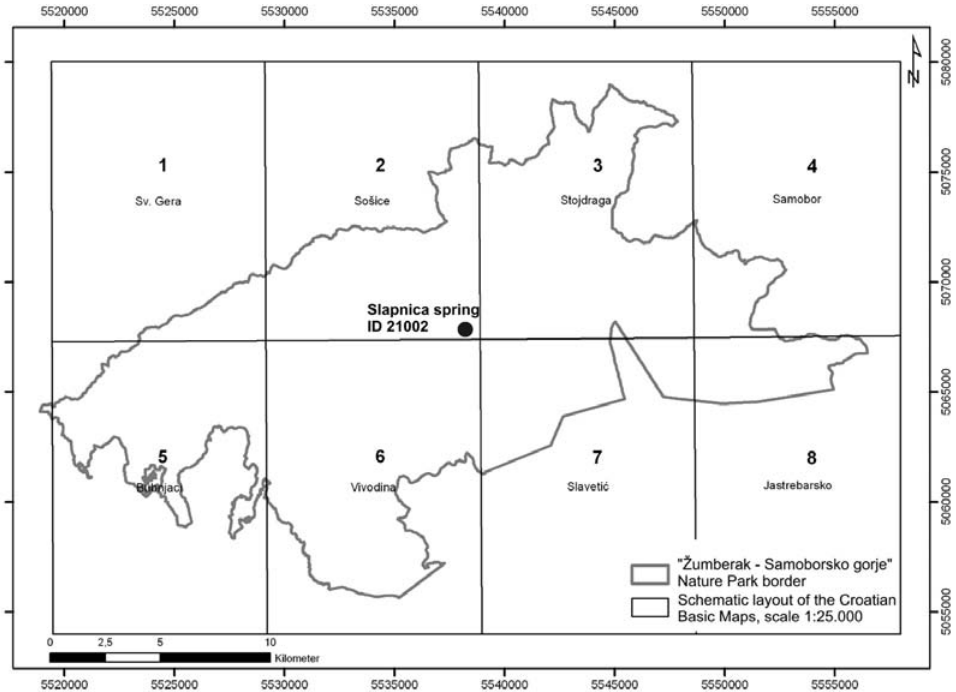 5520000 5525000 5530000 5535000 5540000 5545000 5550000 5555000
5080000
N
1
2
3
4
5075000
Sv. Gera
Sošice
Stojdraga
Samobor
5070000
Slapnica spring
ID 21002
5065000
5
6
7
8
Bubnjaci
Vivodina
Slavetić
Jastrebarsko
5060000
"Žumberak - Samoborsko gorje"
Nature Park border
Schematic layout of the Croatian
Basic Maps, scale 1:25.000
5055000
0 2,5 5 10
Kilometer
5520000 5525000 5530000 5535000 5540000 5545000 5550000 5555000